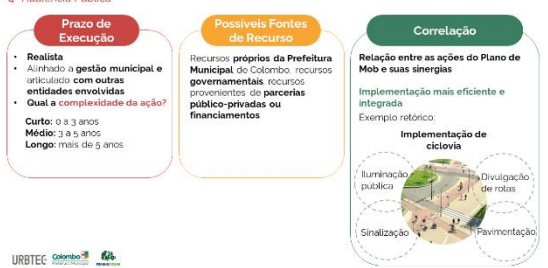 Audiência Pública
Prazo de
Execução
• Realista
• Alinhado a gestão municipal e
articulado com outras
entidades envolvidas
• Qual a complexidade da ação?
Curto: 0 a 3 anos
Médio: 3 a 5 anos
Longo: mais de 5 anos
Possíveis Fontes
de Recurso
Recursos próprios da Prefeitura
Municipal de Colombo, recursos
governamentais, recursos
provenientes de parcerias
público-privadas ou
financiamentos
Correlação
Relação entre as ações do Plano de
Mob e suas sinergias
Implementação mais eficiente e
integrada
Exemplo retórico:
Implementação de
ciclovia
Iluminação
pública
Divulgação
de rotas
Sinalização
Pavimentação
URBTEC
Colombo